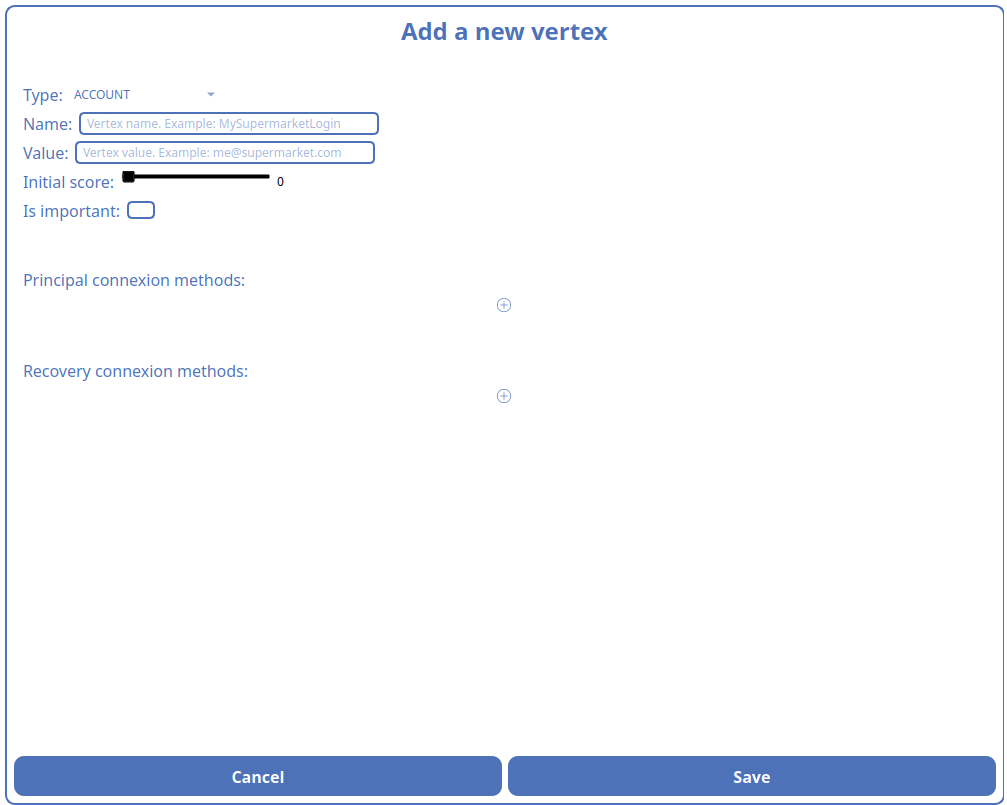 Add a new vertex
Type: ACCOUNT
Name: Vertex name. Example: MySupermarketLogin
Value: Vertex value. Example: me@supermarket.com
Initial score: 0
Is important:
Principal connexion methods:
Recovery connexion methods:
Cancel Save